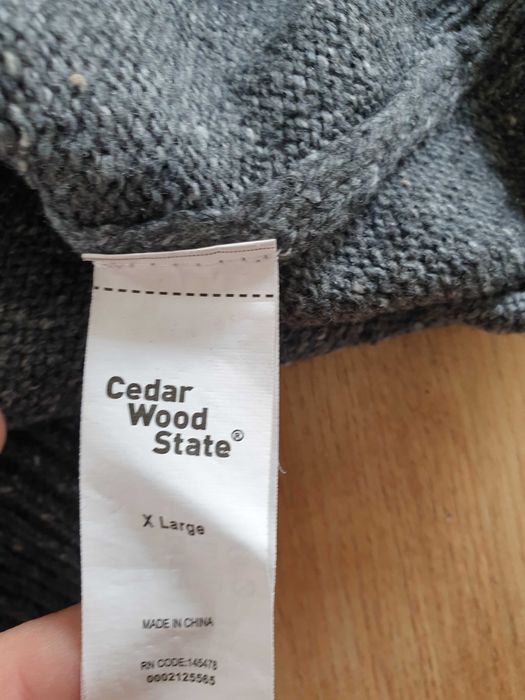 Cedar
Wood
State®
X Large
MADE IN CHINA
RN CODE:145478
0002125565